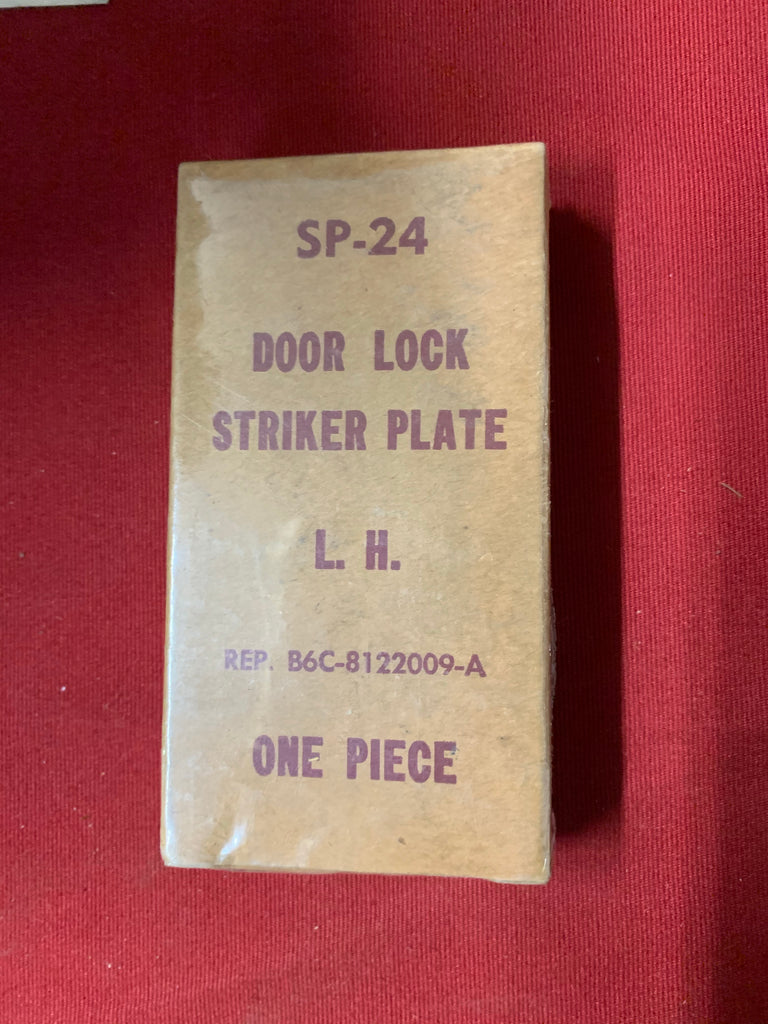 SP-24
DOOR LOCK
STRIKER PLATE
L. H.
REP. B6C-8122009-A
ONE PIECE